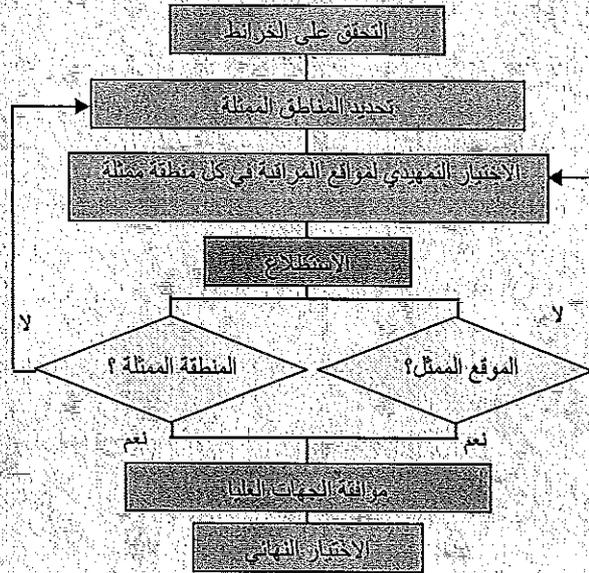 التحقق على الخرائط
تحديد المناطق الممثلة
الاختيار التمهيدي لمواقع المراقبة في كل منطقة ممثلة
الاستطلاع
لا
لا
الموقع الممثل؟
المنطقة الممثلة ؟
نعم
نعم
موافقة الجهات العليا
الاختيار النهائي